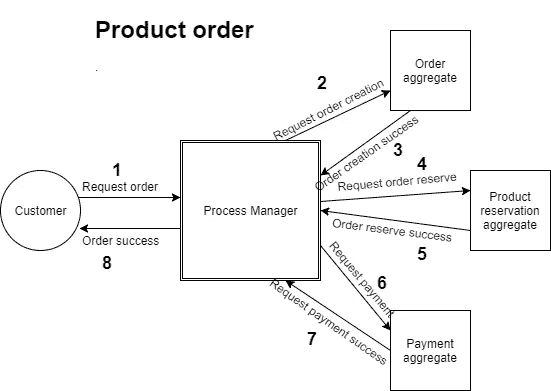 Product order
2
Request order creation
Order
aggregate
Order creation success
3
1
Request order
4
Request order reserve
Customer
Process Manager
Product
reservation
aggregate
Order reserve success
5
Order success
8
Request payment
6
Request payment success
7
Payment
aggregate